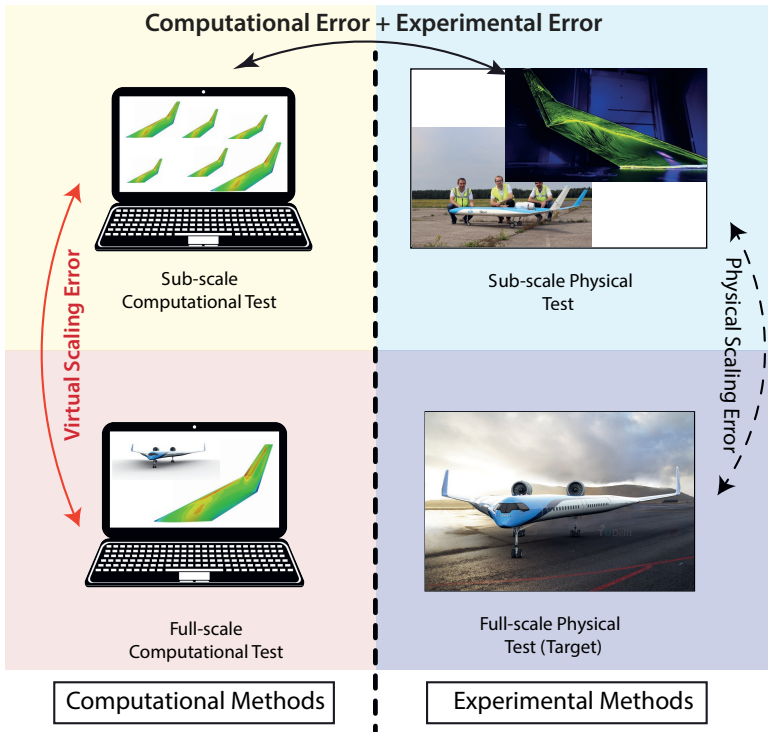 Computational Error + Experimental Error
Sub-scale
Computational Test
Sub-scale Physical
Test
Virtual Scaling Error
Physical Scaling Error
Full-scale
Computational Test
Full-scale Physical
Test (Target)
Computational Methods
Experimental Methods